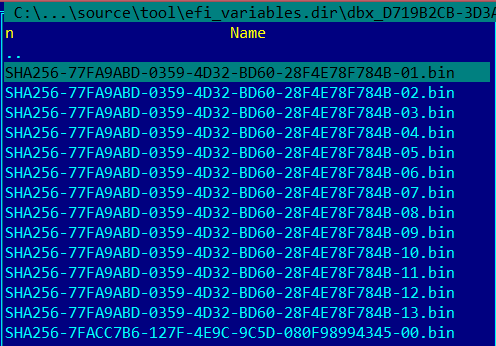 C:\...\source\tool\efi_variables.dir\dbx_D719B2CB-3D3A
n Name
..
SHA256-77FA9ABD-0359-4D32-BD60-28F4E78F784B-01.bin
SHA256-77FA9ABD-0359-4D32-BD60-28F4E78F784B-02.bin
SHA256-77FA9ABD-0359-4D32-BD60-28F4E78F784B-03.bin
SHA256-77FA9ABD-0359-4D32-BD60-28F4E78F784B-04.bin
SHA256-77FA9ABD-0359-4D32-BD60-28F4E78F784B-05.bin
SHA256-77FA9ABD-0359-4D32-BD60-28F4E78F784B-06.bin
SHA256-77FA9ABD-0359-4D32-BD60-28F4E78F784B-07.bin
SHA256-77FA9ABD-0359-4D32-BD60-28F4E78F784B-08.bin
SHA256-77FA9ABD-0359-4D32-BD60-28F4E78F784B-09.bin
SHA256-77FA9ABD-0359-4D32-BD60-28F4E78F784B-10.bin
SHA256-77FA9ABD-0359-4D32-BD60-28F4E78F784B-11.bin
SHA256-77FA9ABD-0359-4D32-BD60-28F4E78F784B-12.bin
SHA256-77FA9ABD-0359-4D32-BD60-28F4E78F784B-13.bin
SHA256-7FACC7B6-127F-4E9C-9C5D-080F98994345-00.bin